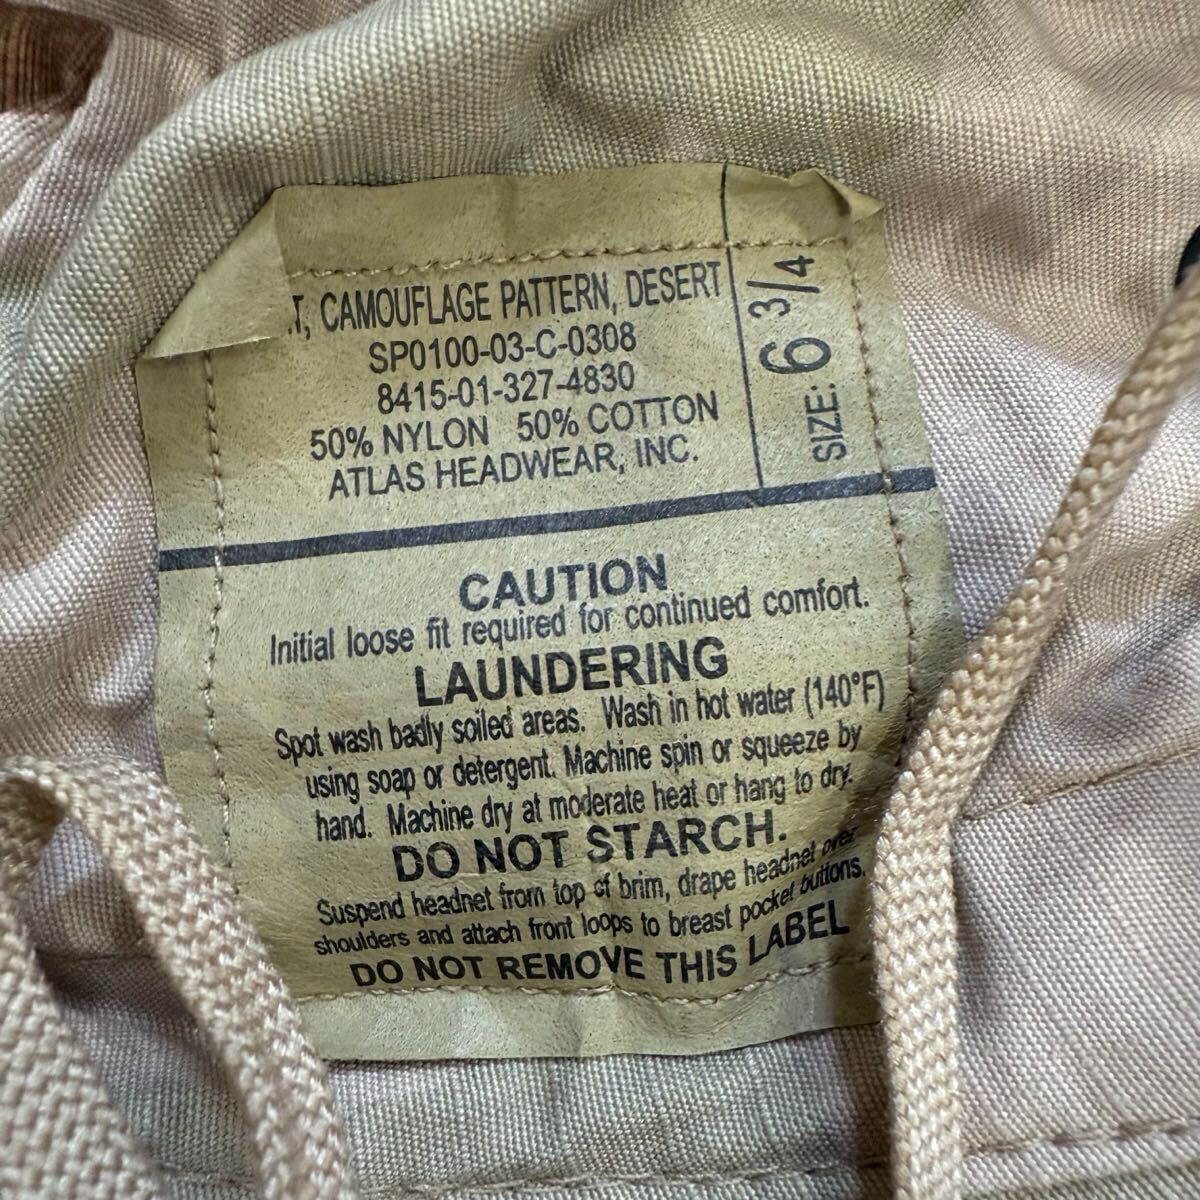 T, CAMOUFLAGE PATTERN, DESERT
SP0100-03-C-0308
8415-01-327-4830
50% NYLON 50% COTTON
ATLAS HEADWEAR, INC.
SIZE: 6 3/4
CAUTION
Initial loose fit required for continued comfort.
LAUNDERING
Spot wash badly soiled areas. Wash in hot water (140°F)
using soap or detergent. Machine spin or squeeze by
hand. Machine dry at moderate heat or hang to dry.
DO NOT STARCH.
Suspend headnet from top of brim, drape headnet over
shoulders and attach front loops to breast pocket buttons.
DO NOT REMOVE THIS LABEL